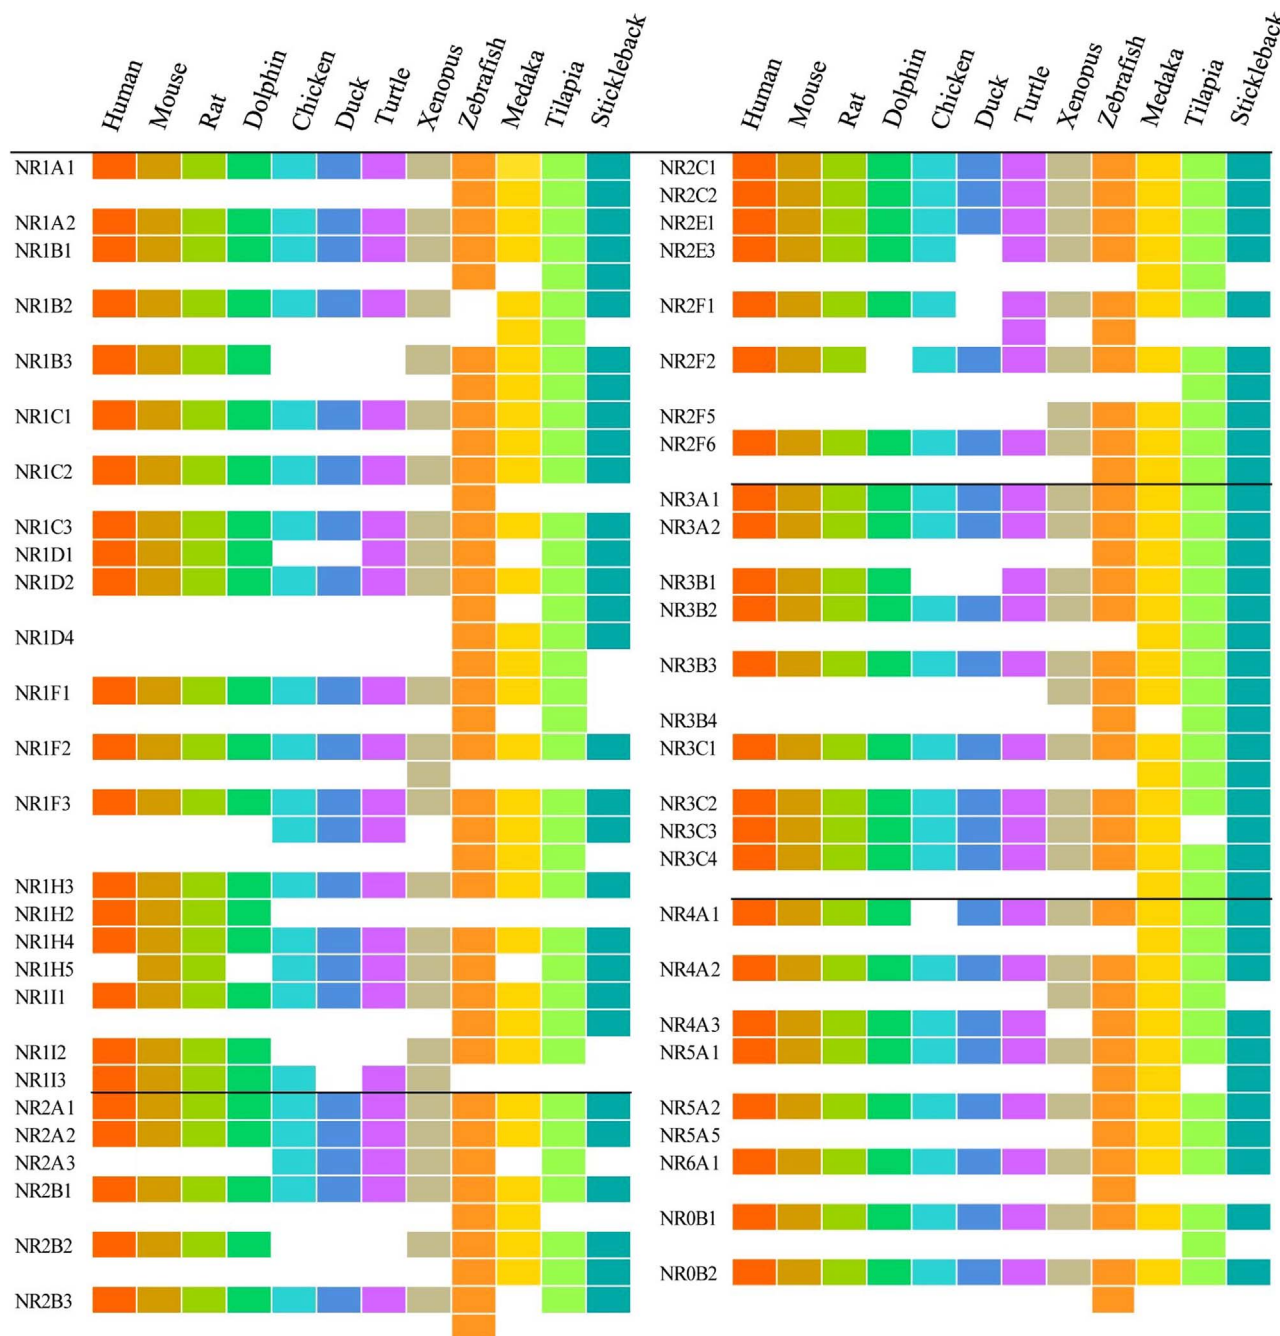 Human Mouse Rat Dolphin Chicken Duck Turtle Xenopus Zebrafish Medaka Tilapia Stickleback
NR1A1
NR1A2
NR1B1
NR1B2
NR1B3
NR1C1
NR1C2
NR1C3
NR1D1
NR1D2
NR1D4
NR1F1
NR1F2
NR1F3
NR1H3
NR1H2
NR1H4
NR1H5
NR1I1
NR1I2
NR1I3
NR2A1
NR2A2
NR2A3
NR2B1
NR2B2
NR2B3
Human Mouse Rat Dolphin Chicken Duck Turtle Xenopus Zebrafish Medaka Tilapia Stickleback
NR2C1
NR2C2
NR2E1
NR2E3
NR2F1
NR2F2
NR2F5
NR2F6
NR3A1
NR3A2
NR3B1
NR3B2
NR3B3
NR3B4
NR3C1
NR3C2
NR3C3
NR3C4
NR4A1
NR4A2
NR4A3
NR5A1
NR5A2
NR5A5
NR6A1
NR0B1
NR0B2